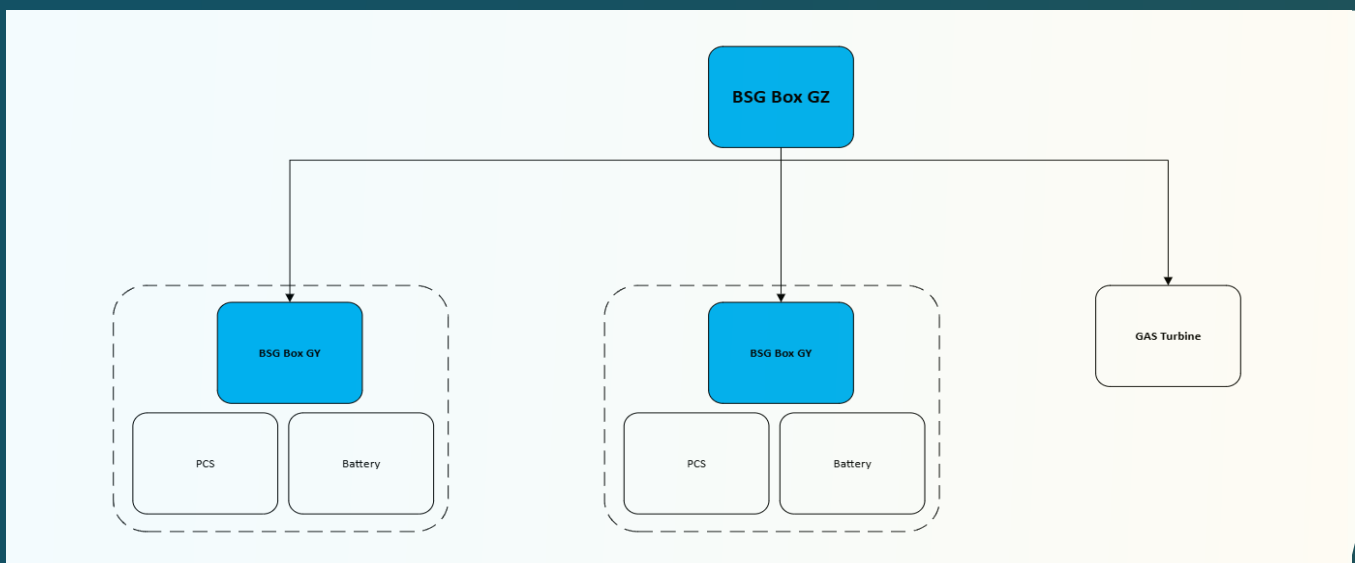 BSG Box GZ
BSG Box GY
BSG Box GY
GAS Turbine
PCS
Battery
PCS
Battery